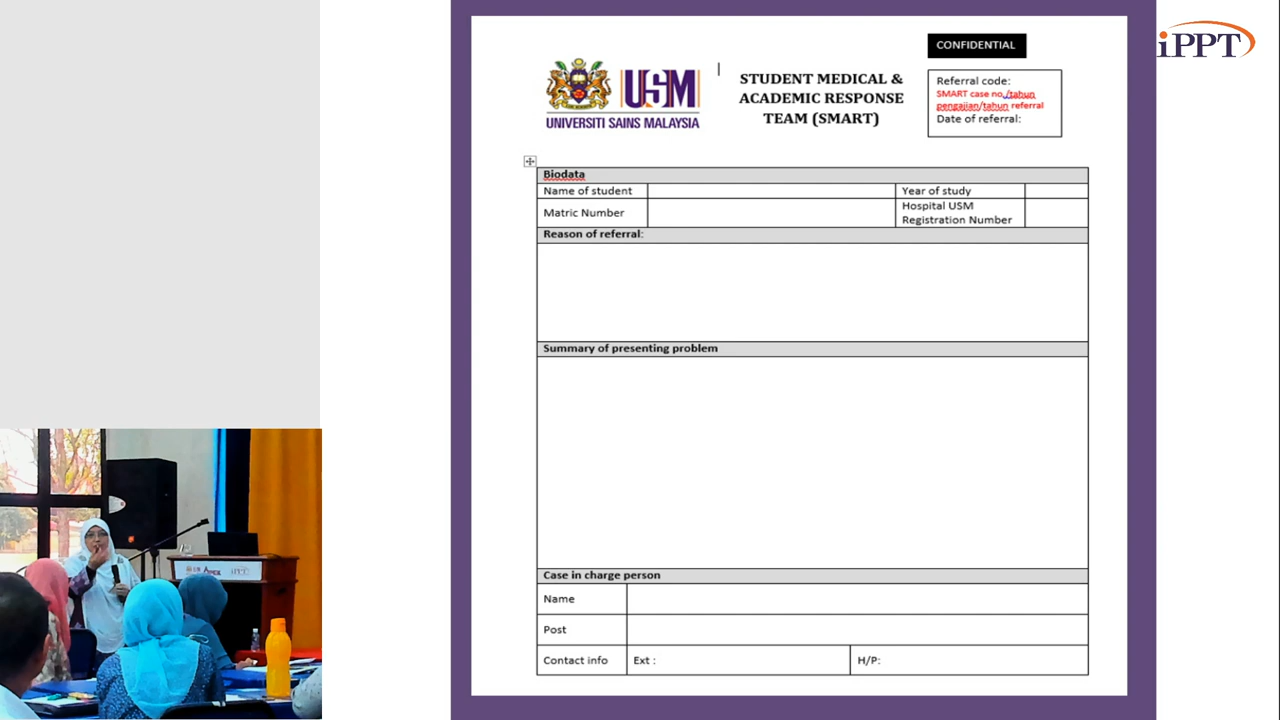 iPPT
CONFIDENTIAL
USM
UNIVERSITI SAINS MALAYSIA
STUDENT MEDICAL &
ACADEMIC RESPONSE
TEAM (SMART)
Referral code:
SMART case no./tahun
pengajian/tahun referral
Date of referral:
Biodata
Name of student
Year of study
Matric Number
Hospital USM
Registration Number
Reason of referral:
Summary of presenting problem
Case in charge person
Name
Post
Contact info
Ext :
H/P: